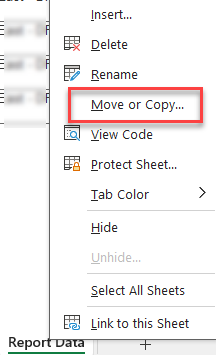 Insert...
Delete
Rename
Move or Copy...
View Code
Protect Sheet...
Tab Color
Hide
Unhide...
Select All Sheets
Link to this Sheet
Report Data